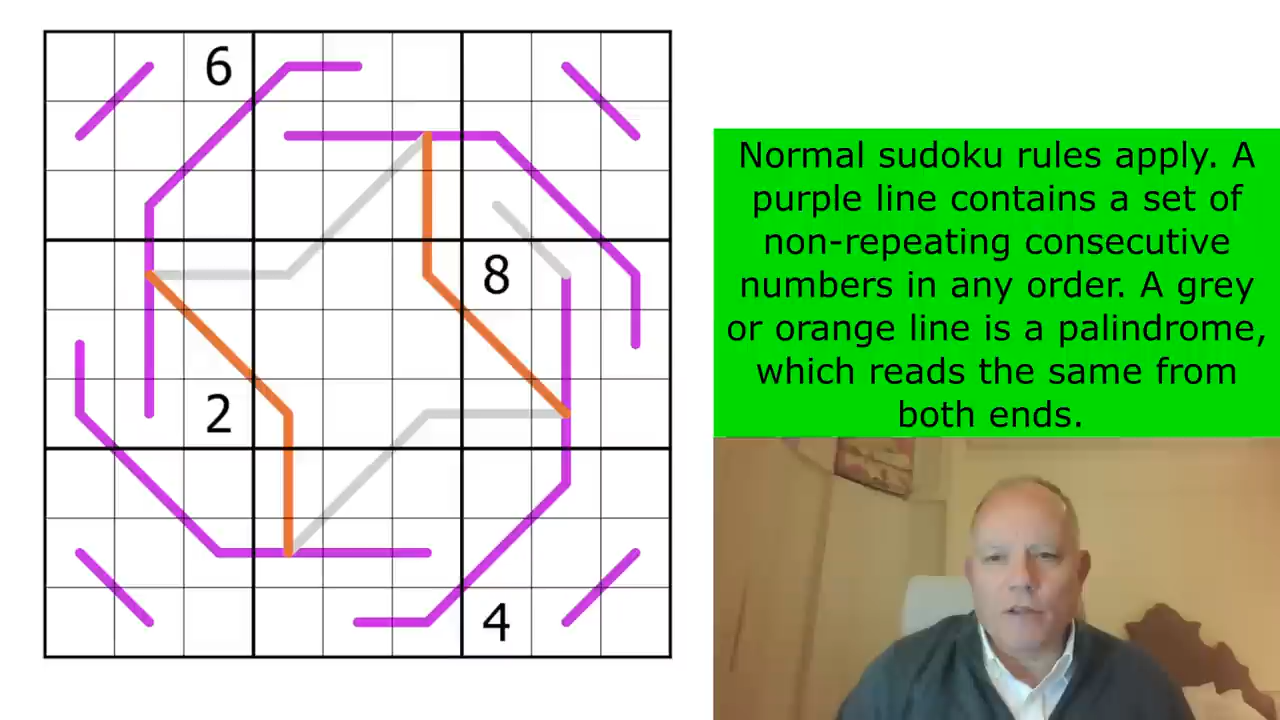 6
8
2
4
Normal sudoku rules apply. A
purple line contains a set of
non-repeating consecutive
numbers in any order. A grey
or orange line is a palindrome,
which reads the same from
both ends.